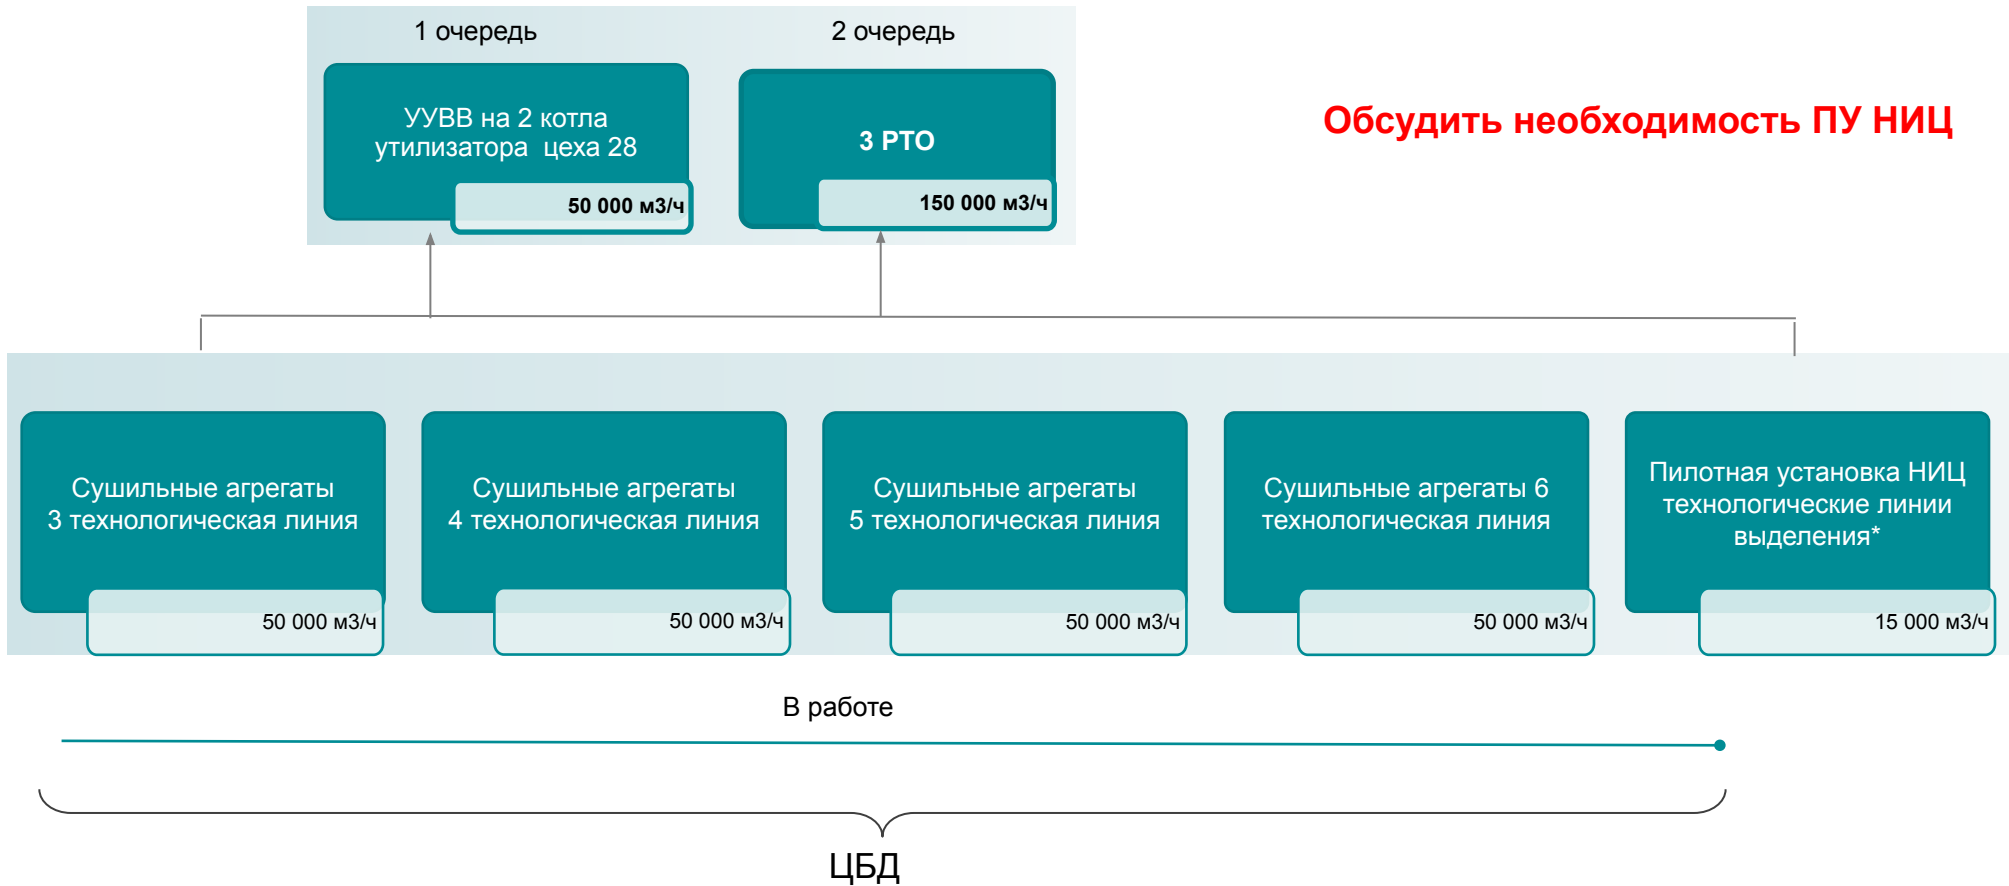 1 очередь
2 очередь
УУВВ на 2 котла
утилизатора цеха 28
50 000 м3/ч
3 РТО
150 000 м3/ч
Обсудить необходимость ПУ НИЦ
Сушильные агрегаты
3 технологическая линия
50 000 м3/ч
Сушильные агрегаты
4 технологическая линия
50 000 м3/ч
Сушильные агрегаты
5 технологическая линия
50 000 м3/ч
Сушильные агрегаты 6
технологическая линия
50 000 м3/ч
Пилотная установка НИЦ
технологические линии
выделения*
15 000 м3/ч
В работе
ЦБД